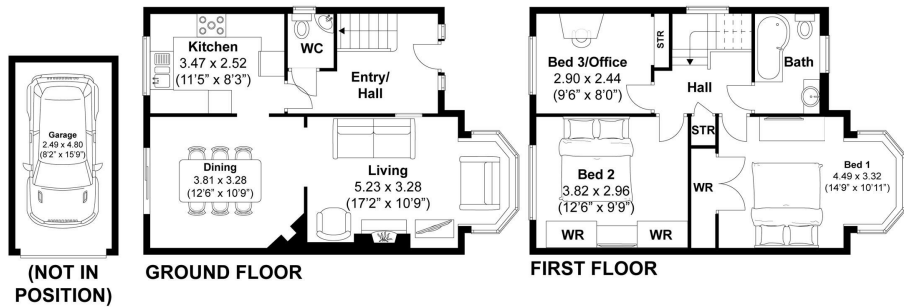 Garage
2.49 x 4.80
(8'2" x 15'9")
(NOT IN
POSITION)
Kitchen
3.47 x 2.52
(11'5" x 8'3")
WC
Entry/
Hall
Dining
3.81 x 3.28
(12'6" x 10'9")
Living
5.23 x 3.28
(17'2" x 10'9")
GROUND FLOOR
Bed 3/Office
2.90 x 2.44
(9'6" x 8'0")
STR
Hall
Bath
STR
Bed 2
3.82 x 2.96
(12'6" x 9'9")
WR
WR
WR
Bed 1
4.49 x 3.32
(14'9" x 10'11")
FIRST FLOOR